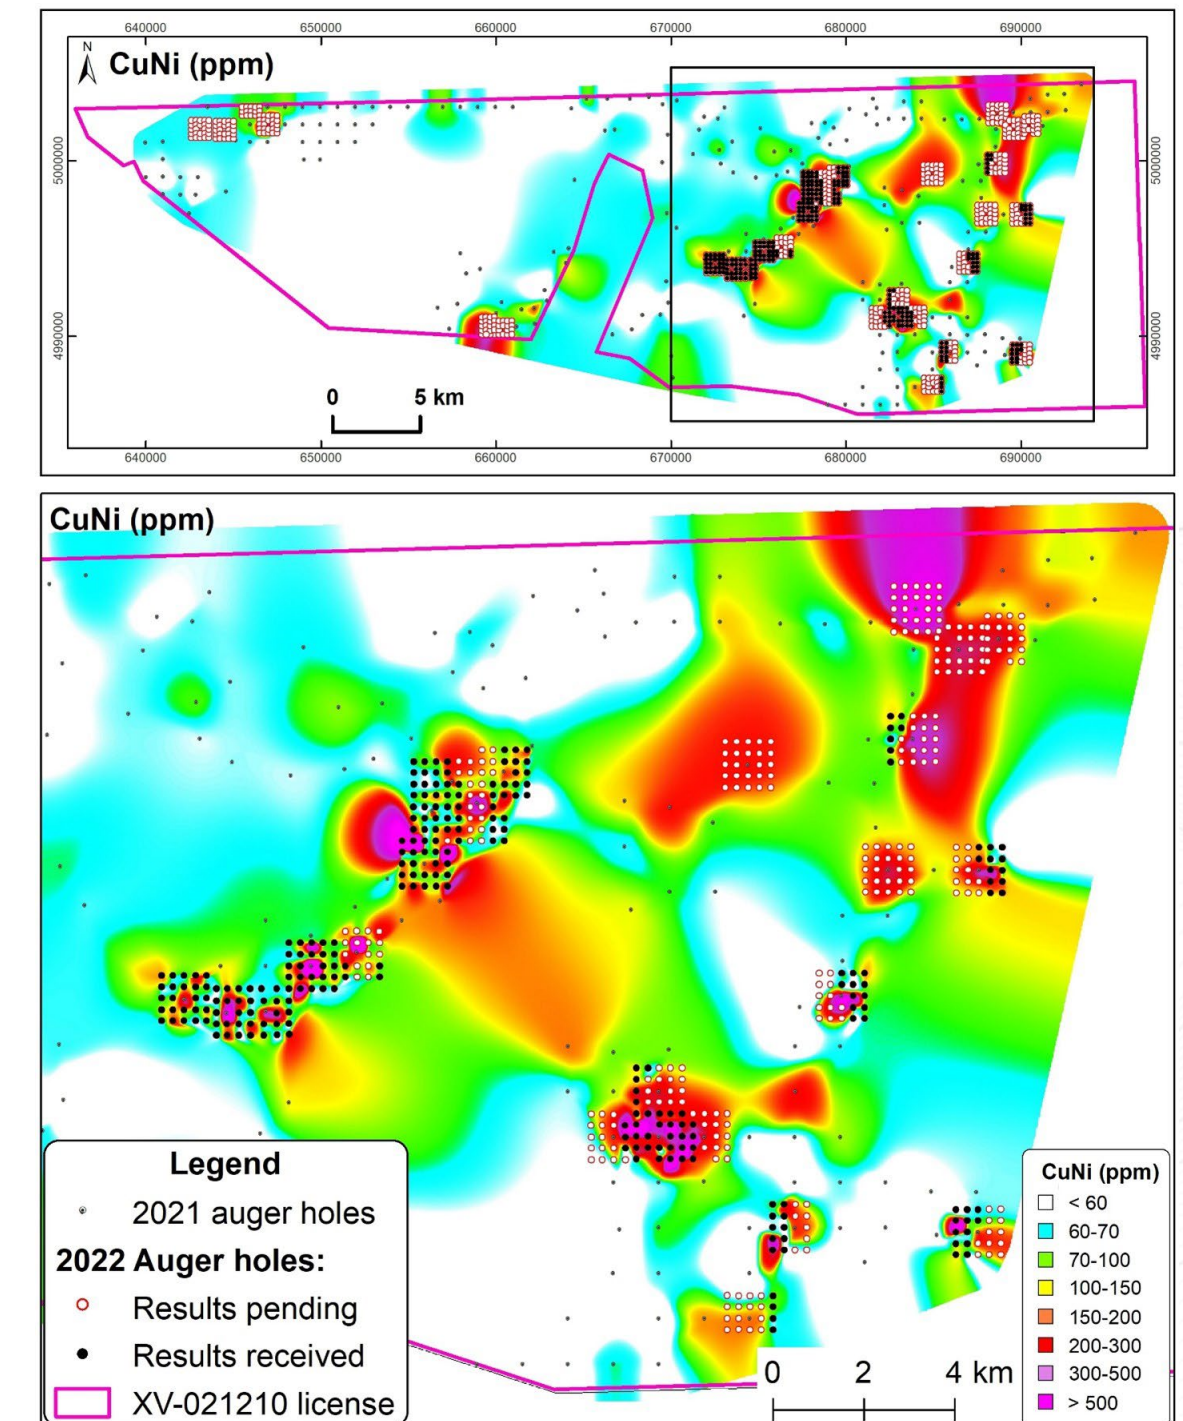 640000 650000 660000 670000 680000 690000
N
CuNi (ppm)
5000000 5000000
4990000 4990000
0 5 km
640000 650000 660000 670000 680000 690000
CuNi (ppm)
Legend
2021 auger holes
2022 Auger holes:
Results pending
Results received
XV-021210 license
CuNi (ppm)
< 60
60-70
70-100
100-150
150-200
200-300
300-500
> 500
0 2 4 km